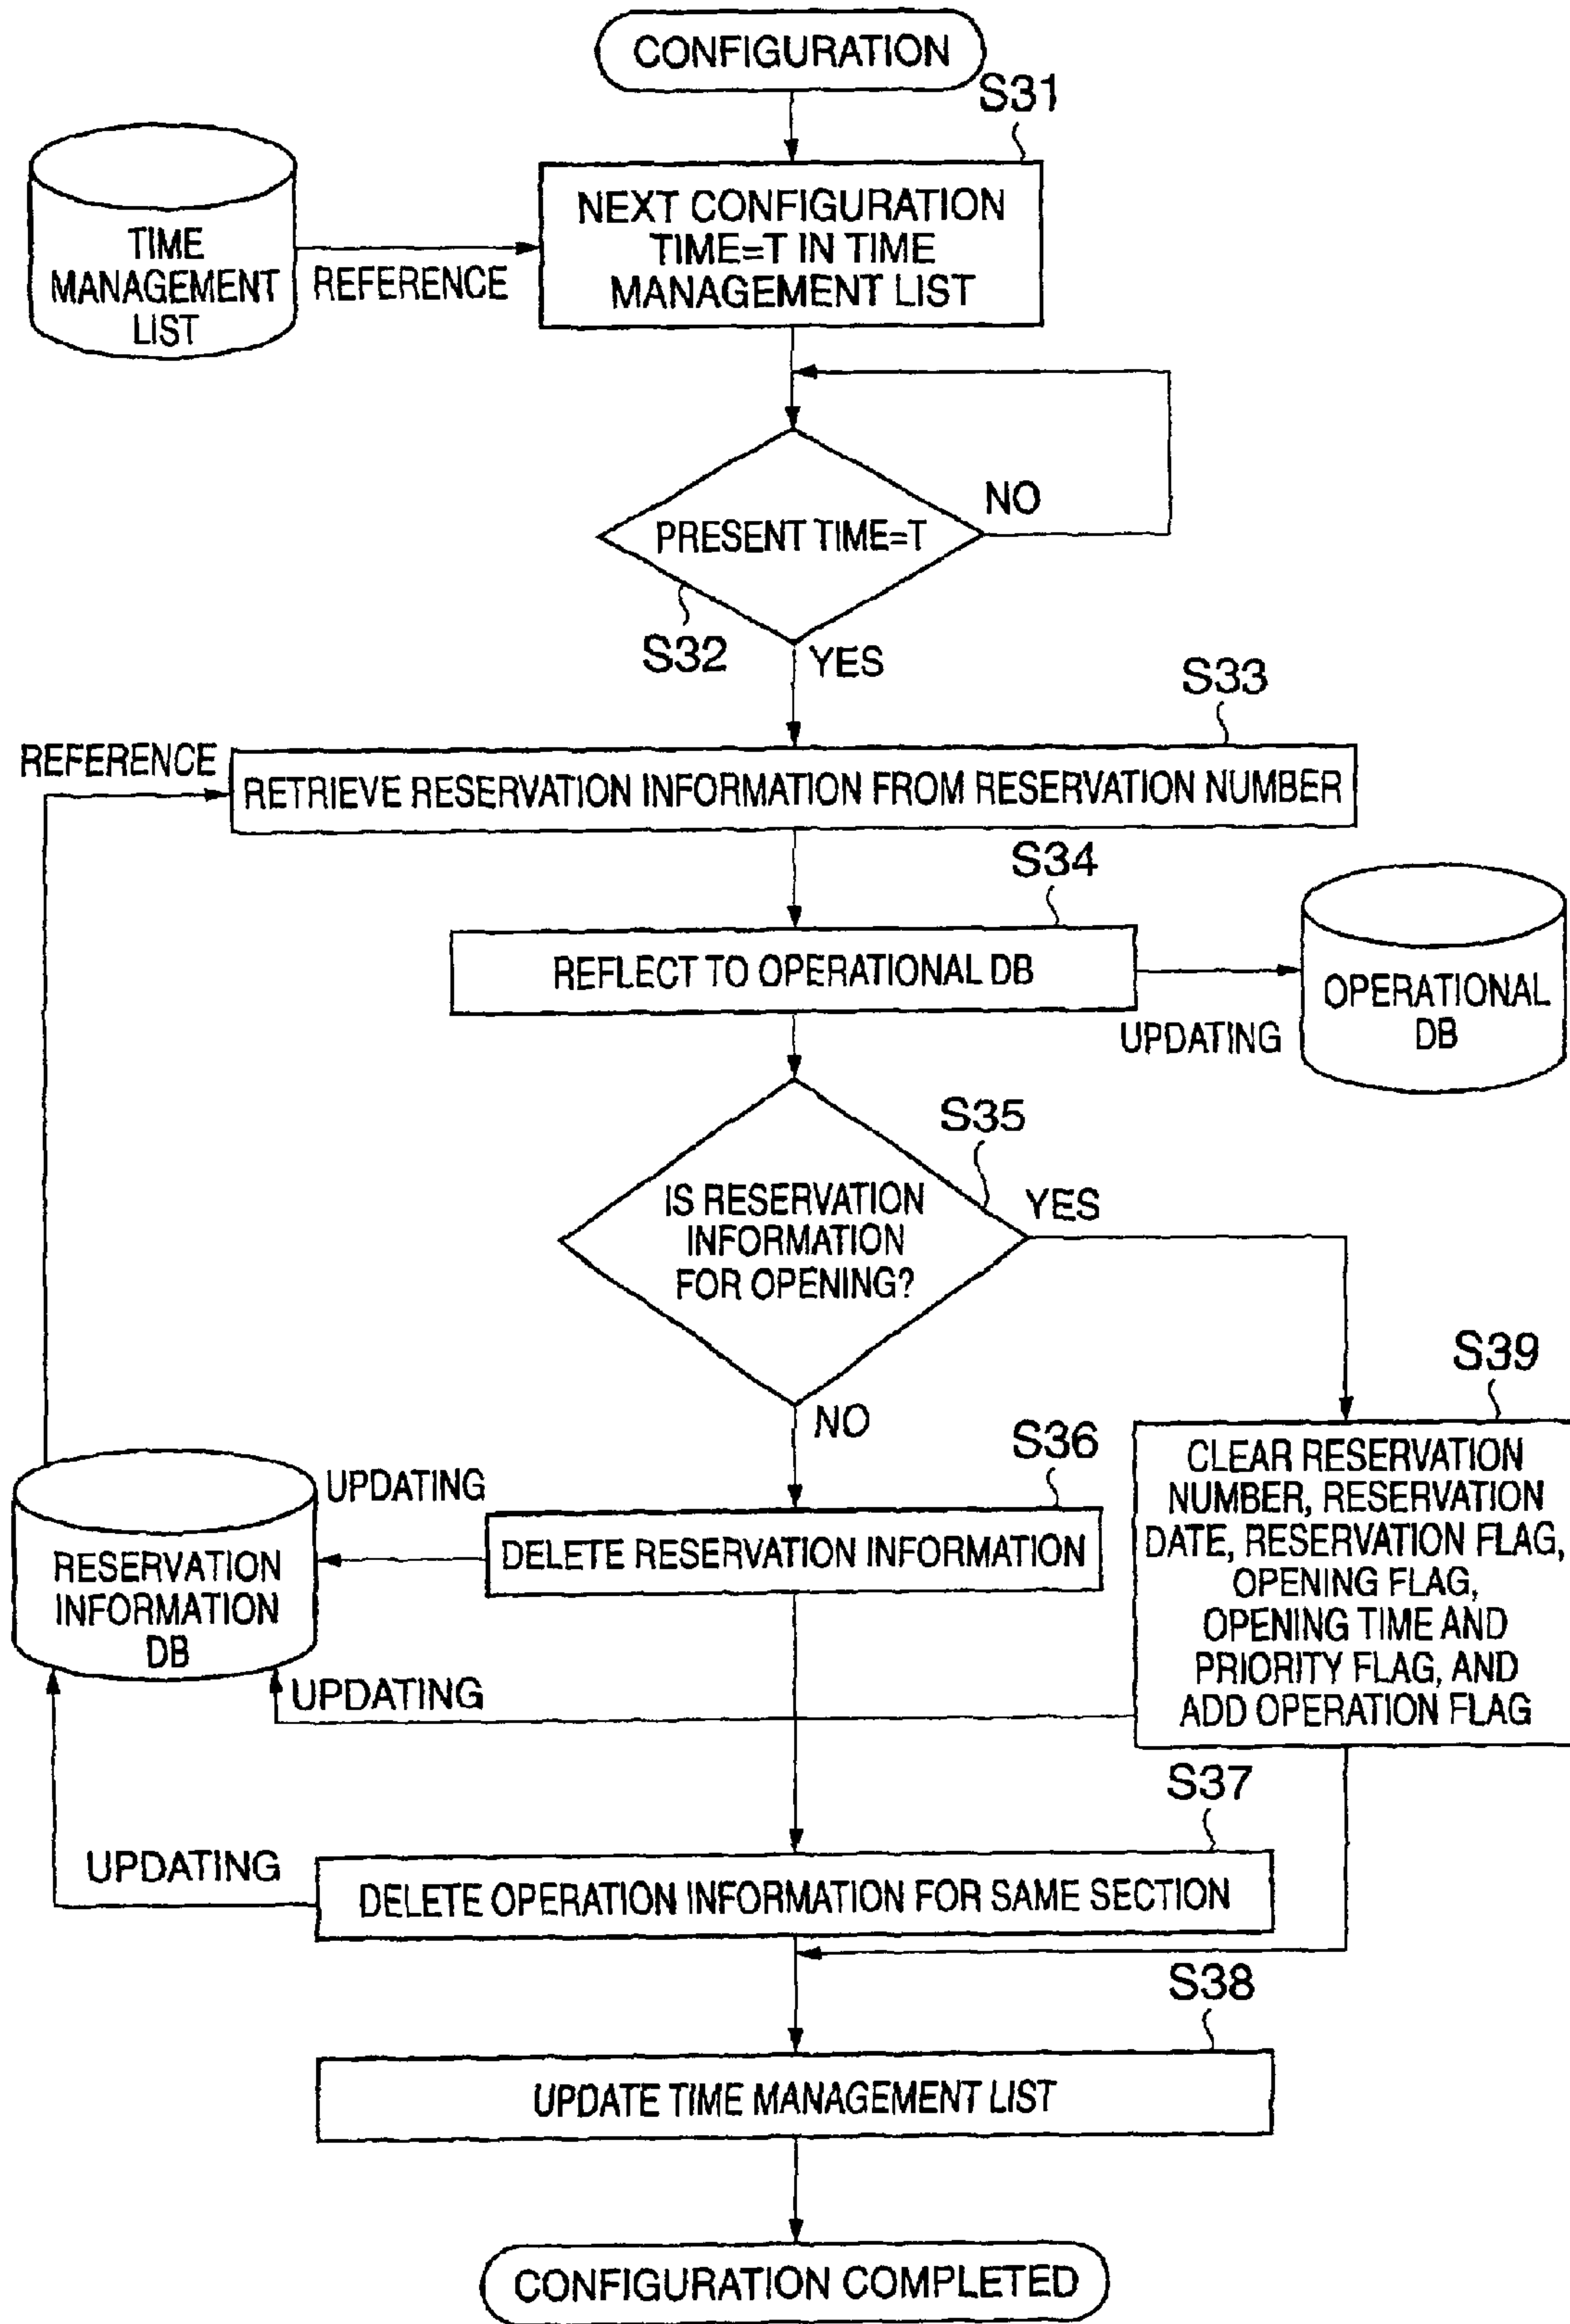 CONFIGURATION
S31
NEXT CONFIGURATION
TIME=T IN TIME
MANAGEMENT LIST
TIME
MANAGEMENT
LIST
REFERENCE
PRESENT TIME=T
NO
S32
YES
S33
REFERENCE
RETRIEVE RESERVATION INFORMATION FROM RESERVATION NUMBER
S34
REFLECT TO OPERATIONAL DB
UPDATING
OPERATIONAL
DB
S35
IS RESERVATION
INFORMATION
FOR OPENING?
YES
NO
S39
CLEAR RESERVATION
NUMBER, RESERVATION
DATE, RESERVATION FLAG,
OPENING FLAG,
OPENING TIME AND
PRIORITY FLAG, AND
ADD OPERATION FLAG
S36
DELETE RESERVATION INFORMATION
UPDATING
RESERVATION
INFORMATION
DB
UPDATING
S37
UPDATING
DELETE OPERATION INFORMATION FOR SAME SECTION
S38
UPDATE TIME MANAGEMENT LIST
CONFIGURATION COMPLETED